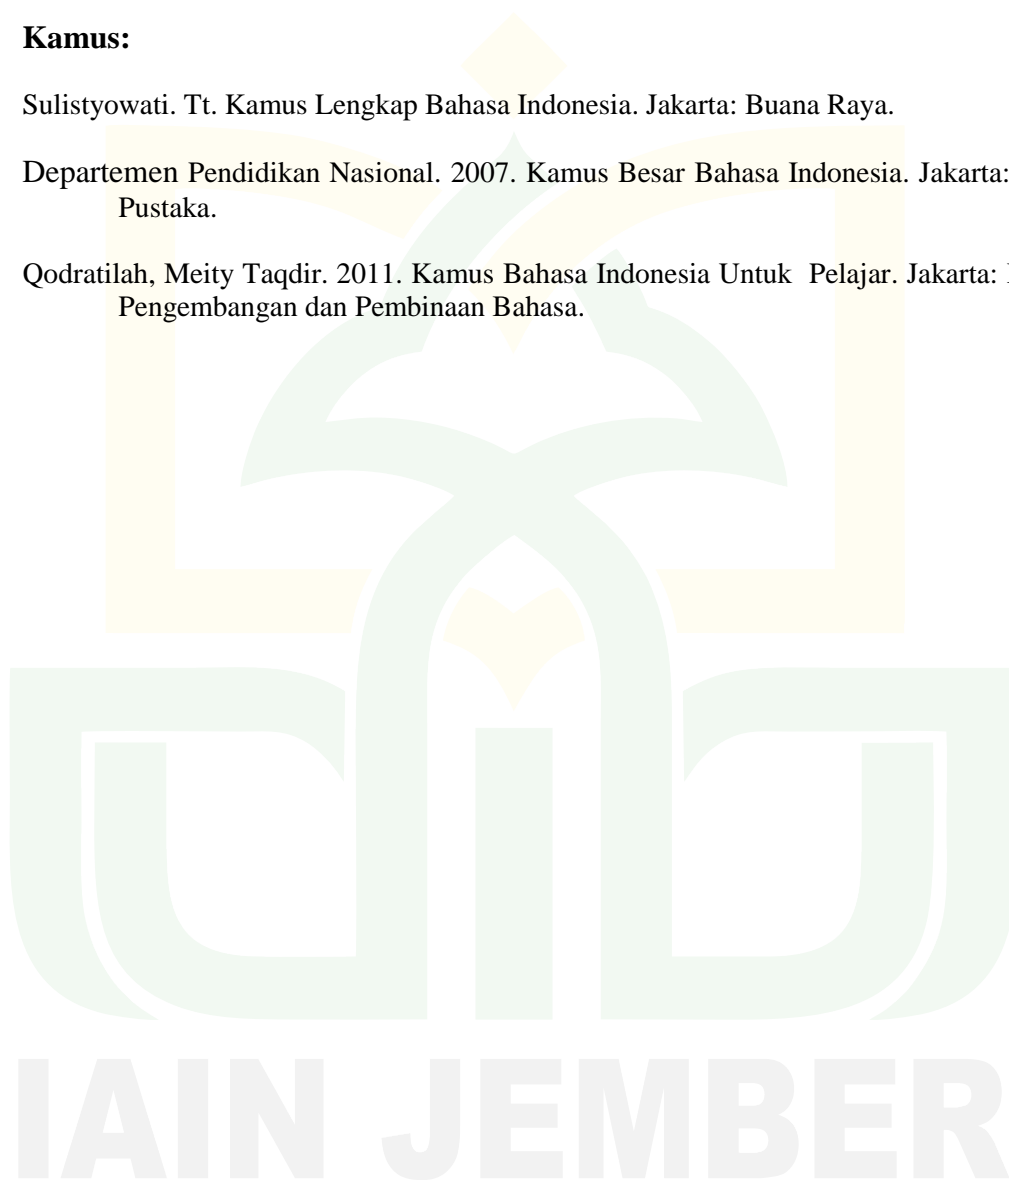 Kamus:
Sulistyowati. Tt. Kamus Lengkap Bahasa Indonesia. Jakarta: Buana Raya.
Departemen Pendidikan Nasional. 2007. Kamus Besar Bahasa Indonesia. Jakarta:
Pustaka.
Qodratilah, Meity Taqdir. 2011. Kamus Bahasa Indonesia Untuk Pelajar. Jakarta:
Pengembangan dan Pembinaan Bahasa.
IAIN JEMBER